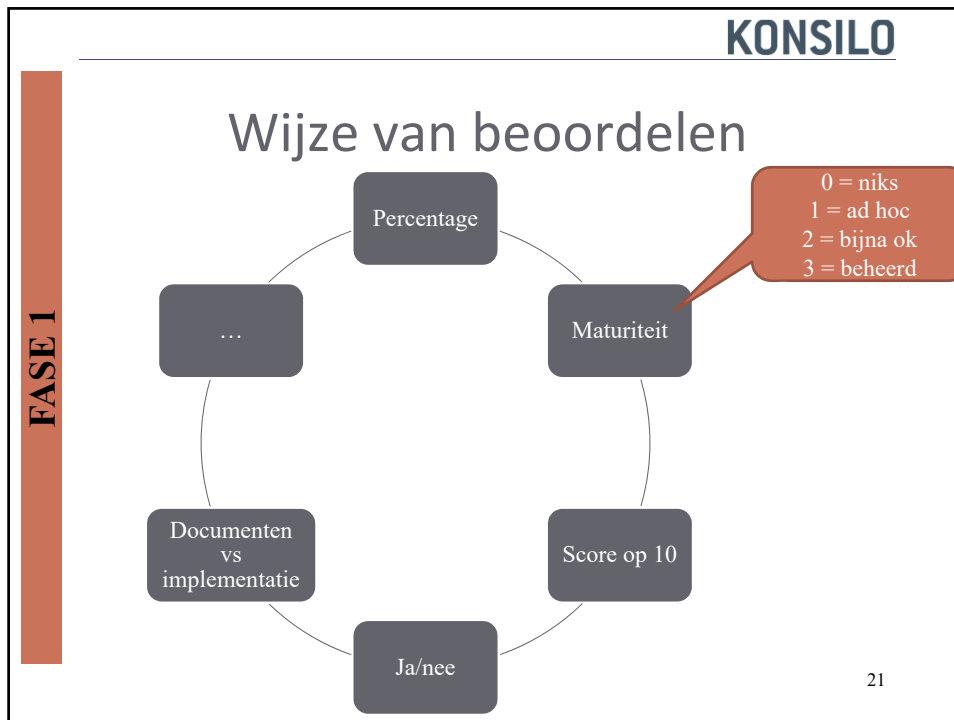 KONSILO
FASE 1
Wijze van beoordelen
Percentage
0 = niks
1 = ad hoc
2 = bijna ok
3 = beheerd
Maturiteit
Score op 10
Ja/nee
Documenten
vs
implementatie
…
21